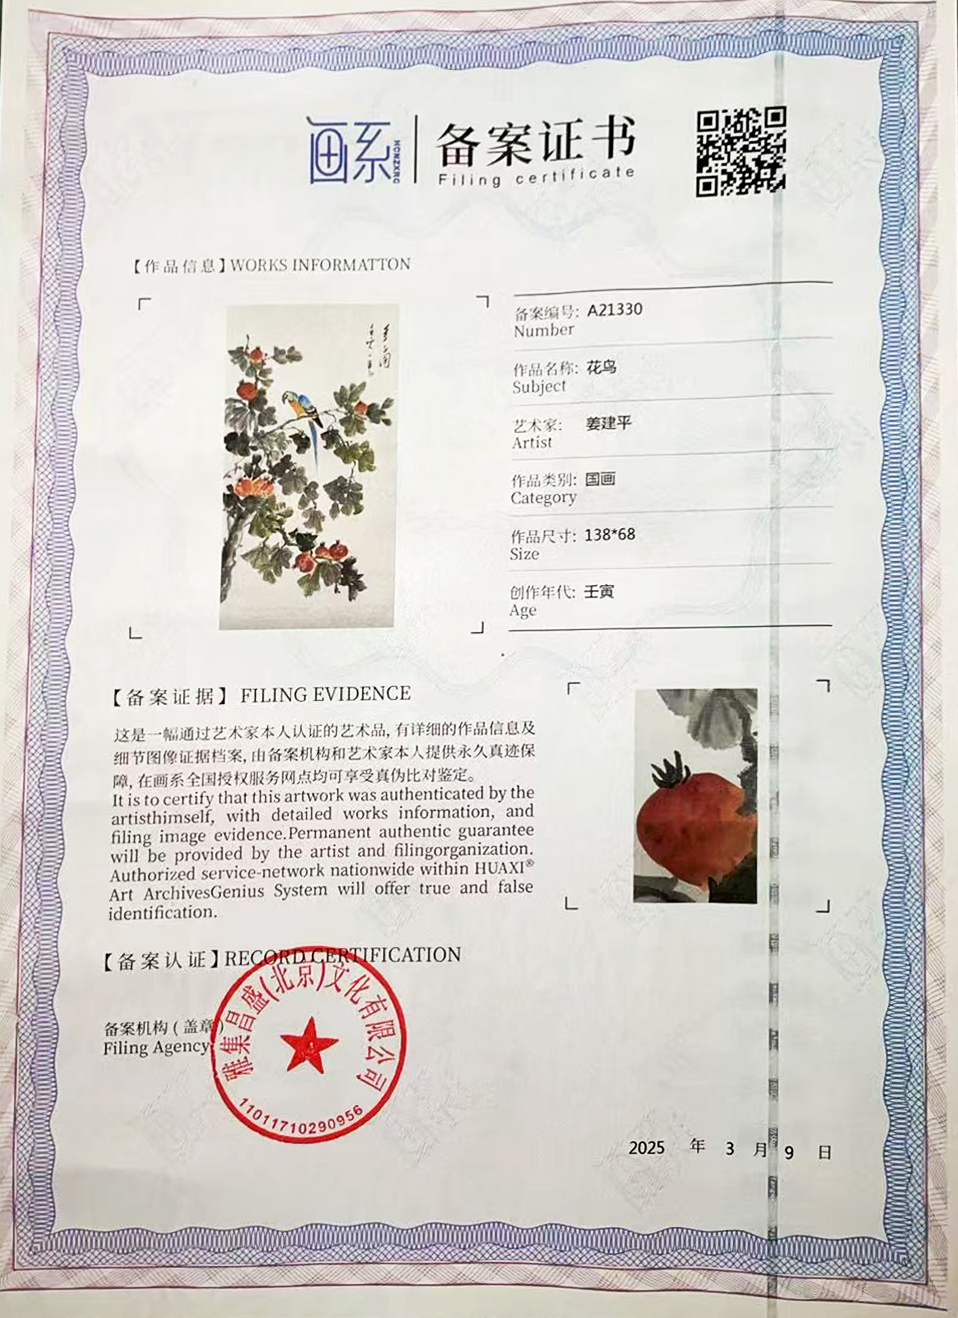 画系 备案证书
Filing certificate
【作品信息】WORKS INFORMATTON
备案编号: A21330
Number
作品名称: 花鸟
Subject
艺术家: 姜建平
Artist
作品类别: 国画
Category
作品尺寸: 138*68
Size
创作年代: 壬寅
Age
【备案证据】 FILING EVIDENCE
这是一幅通过艺术家本人认证的艺术品, 有详细的作品信息及
细节图像证据档案, 由备案机构和艺术家本人提供永久真迹保
障, 在画系全国授权服务网点均可享受真伪比对鉴定。
It is to certify that this artwork was authenticated by the
artisthimself, with detailed works information, and
filing image evidence.Permanent authentic guarantee
will be provided by the artist and filingorganization.
Authorized service-network nationwide within HUAXI®
Art ArchivesGenius System will offer true and false
identification.
【备案认证】RECORD CERTIFICATION
备案机构 ( 盖章)
Filing Agency
雅集昌盛(北京)文化有限公司
11011710290956
2025 年 3 月 9 日